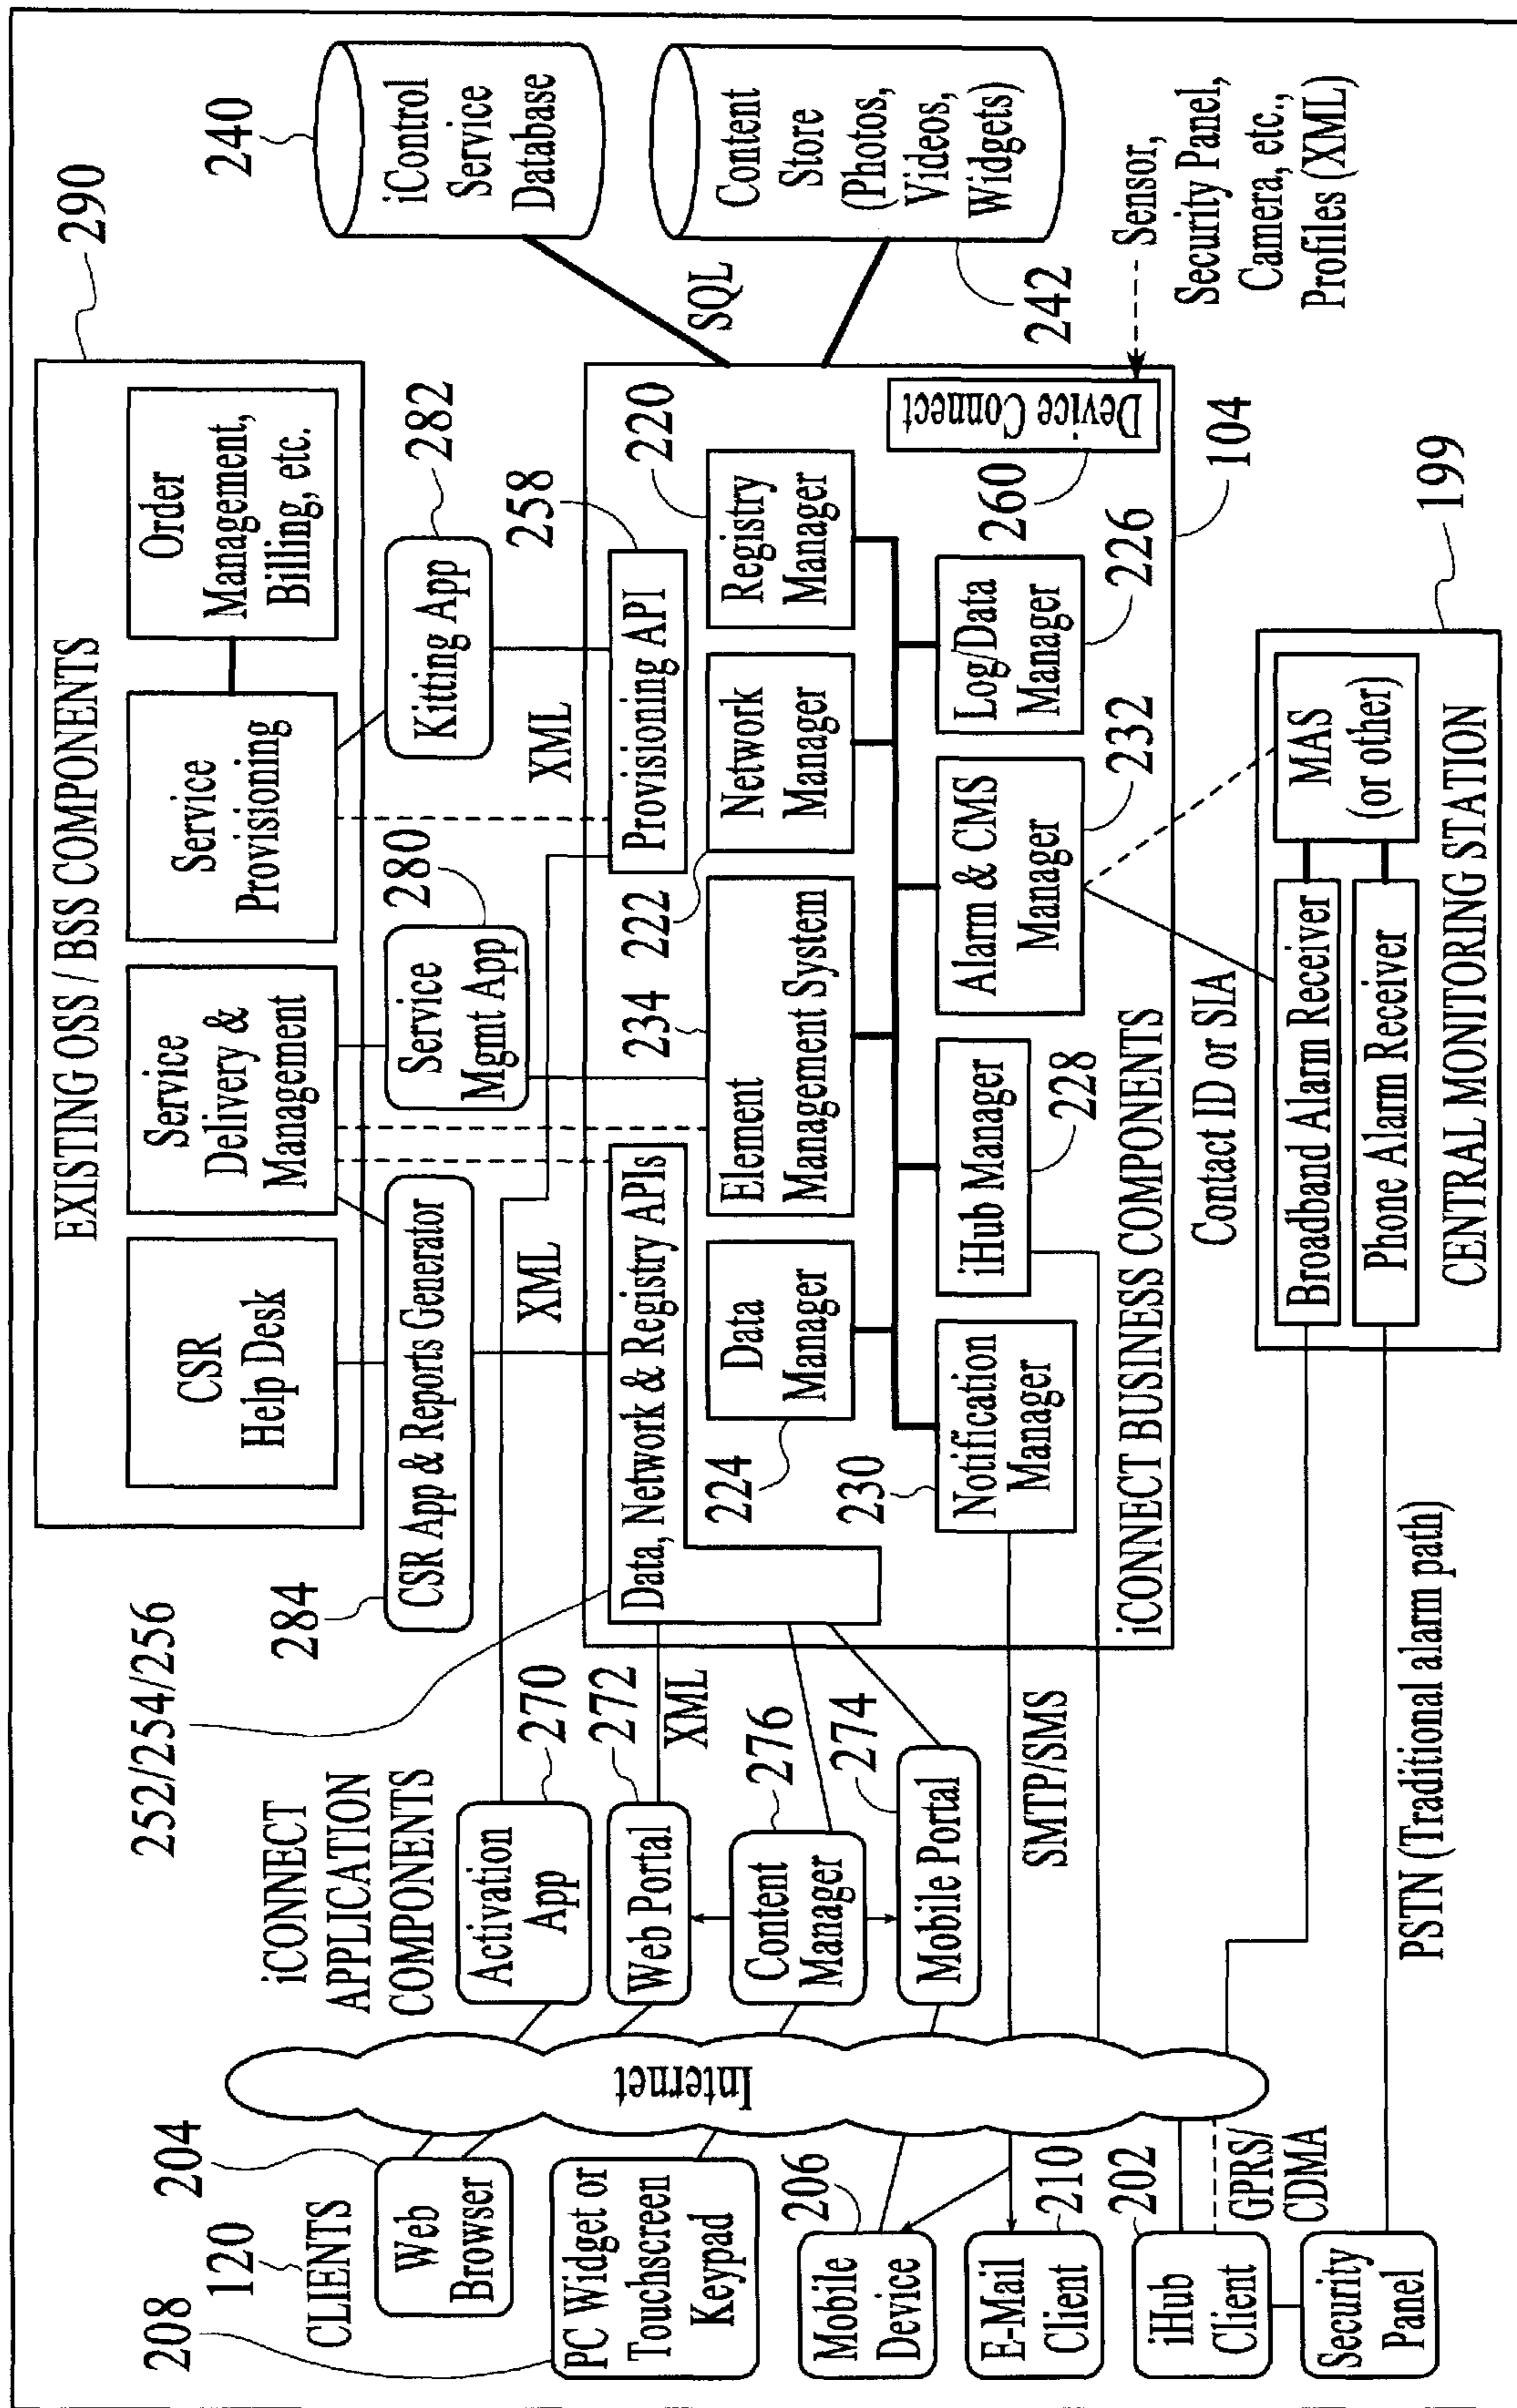 EXISTING OSS / BSS COMPONENTS
290
CSR
Help Desk
Service
Delivery &
Management
Service
Provisioning
Order
Management,
Billing, etc.
240
iControl
Service
Database
284
CSR App & Reports Generator
280
Service
Mgmt App
282
Kitting App
XML
XML
258
SQL
Content
Store
(Photos,
Videos,
Widgets)
242
252/254/256
Data, Network & Registry APIs
Provisioning API
234
222
220
Data
Manager
224
Element
Management System
Network
Manager
Registry
Manager
Device Connect
260
Sensor,
Security Panel,
Camera, etc.,
Profiles (XML)
230
Notification
Manager
iHub Manager
228
Alarm & CMS
Manager
232
Log/Data
Manager
226
104
iCONNECT BUSINESS COMPONENTS
iCONNECT
APPLICATION
COMPONENTS
Activation
App
270
Web Portal
272
XML
Content
Manager
276
Mobile Portal
274
SMTP/SMS
Internet
208
120
204
CLIENTS
Web
Browser
PC Widget or
Touchscreen
Keypad
Mobile
Device
206
E-Mail
Client
210
iHub
Client
202
GPRS/
CDMA
Security
Panel
Contact ID or SIA
199
Broadband Alarm Receiver
Phone Alarm Receiver
MAS
(or other)
CENTRAL MONITORING STATION
PSTN (Traditional alarm path)